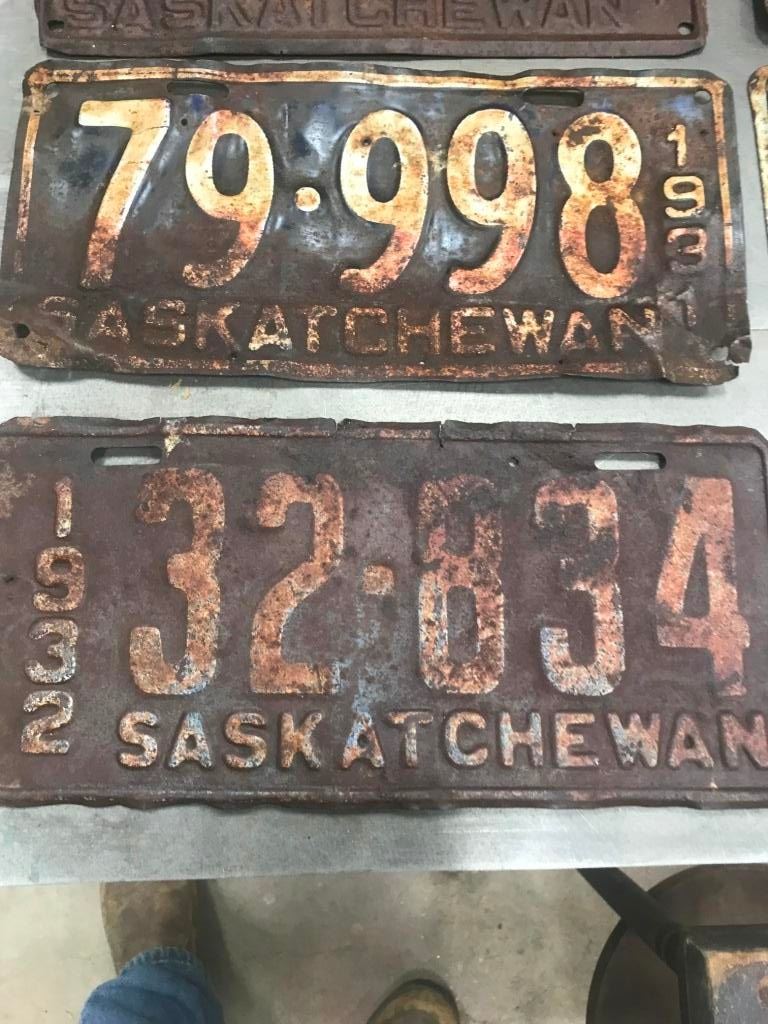 SASKATCHEWAN
79·998
1931
SASKATCHEWAN
1932
32·834
SASKATCHEWAN